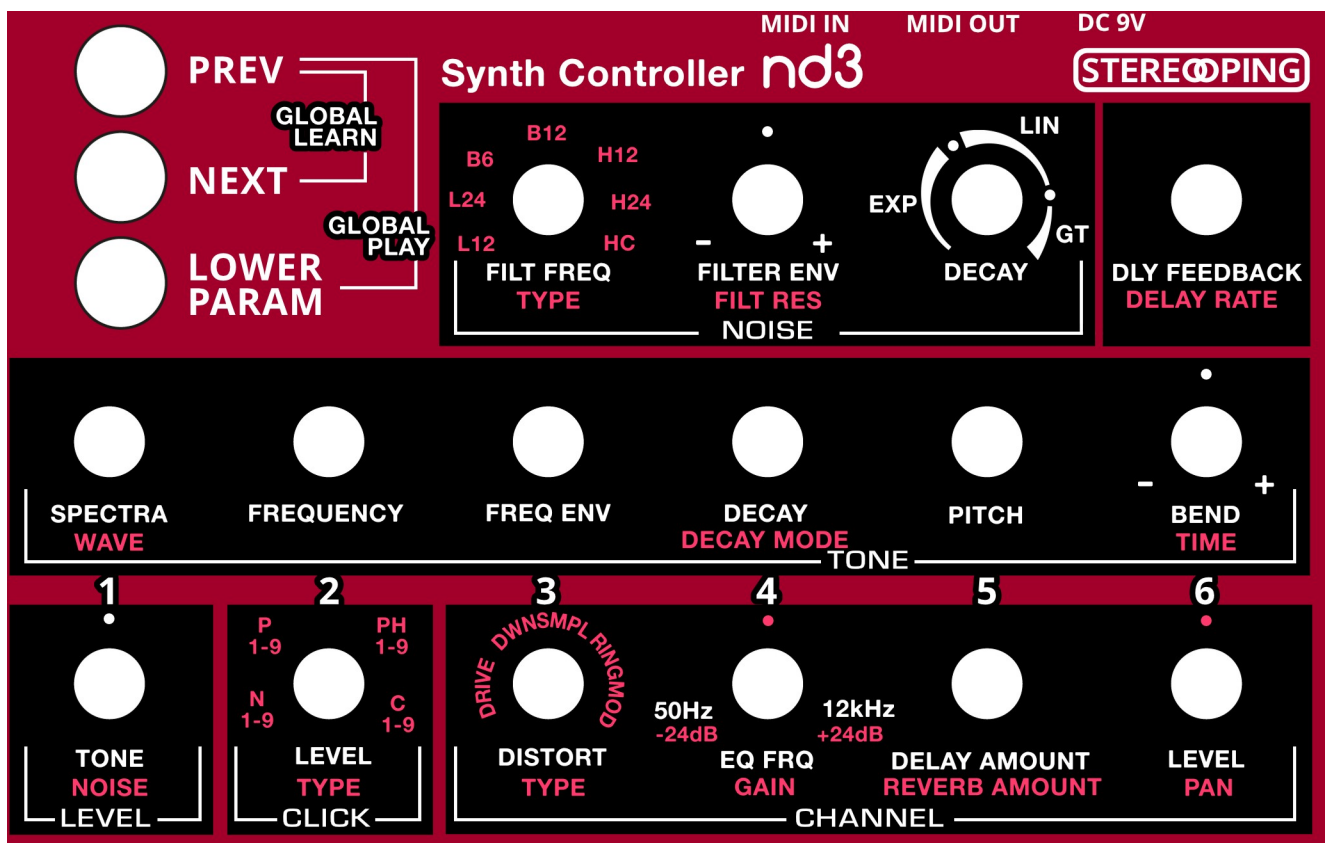 MIDI IN MIDI OUT DC 9V
PREV
NEXT
LOWER
PARAM
GLOBAL
LEARN
GLOBAL
PLAY
Synth Controller nd3
STEREOOPING
L12 L24 B6 B12 H12 H24 HC
FILT FREQ
TYPE
- +
FILTER ENV
FILT RES
EXP LIN GT
DECAY
NOISE
DLY FEEDBACK
DELAY RATE
SPECTRA
WAVE
FREQUENCY
FREQ ENV
DECAY
DECAY MODE
PITCH
- +
BEND
TIME
TONE
1 2 3 4 5 6
TONE
NOISE
LEVEL
P
1-9
PH
1-9
N
1-9
C
1-9
LEVEL
TYPE
CLICK
DRIVE DWNSMPL RINGMOD
DISTORT
TYPE
50Hz 12kHz
-24dB +24dB
EQ FRQ
GAIN
DELAY AMOUNT
REVERB AMOUNT
LEVEL
PAN
CHANNEL